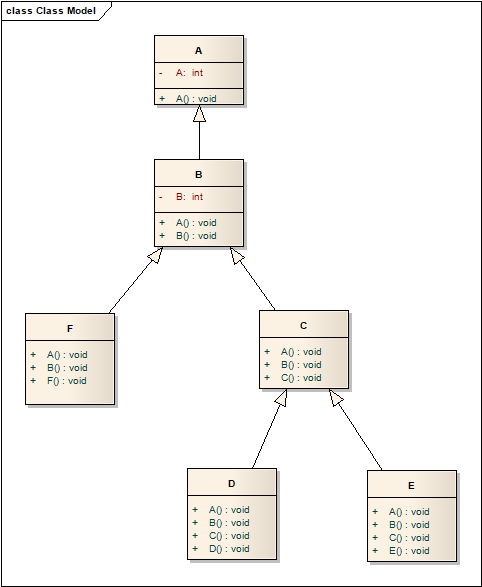 class Class Model
A
- A: int
+ A() : void
B
- B: int
+ A() : void
+ B() : void
F
+ A() : void
+ B() : void
+ F() : void
C
+ A() : void
+ B() : void
+ C() : void
D
+ A() : void
+ B() : void
+ C() : void
+ D() : void
E
+ A() : void
+ B() : void
+ C() : void
+ E() : void